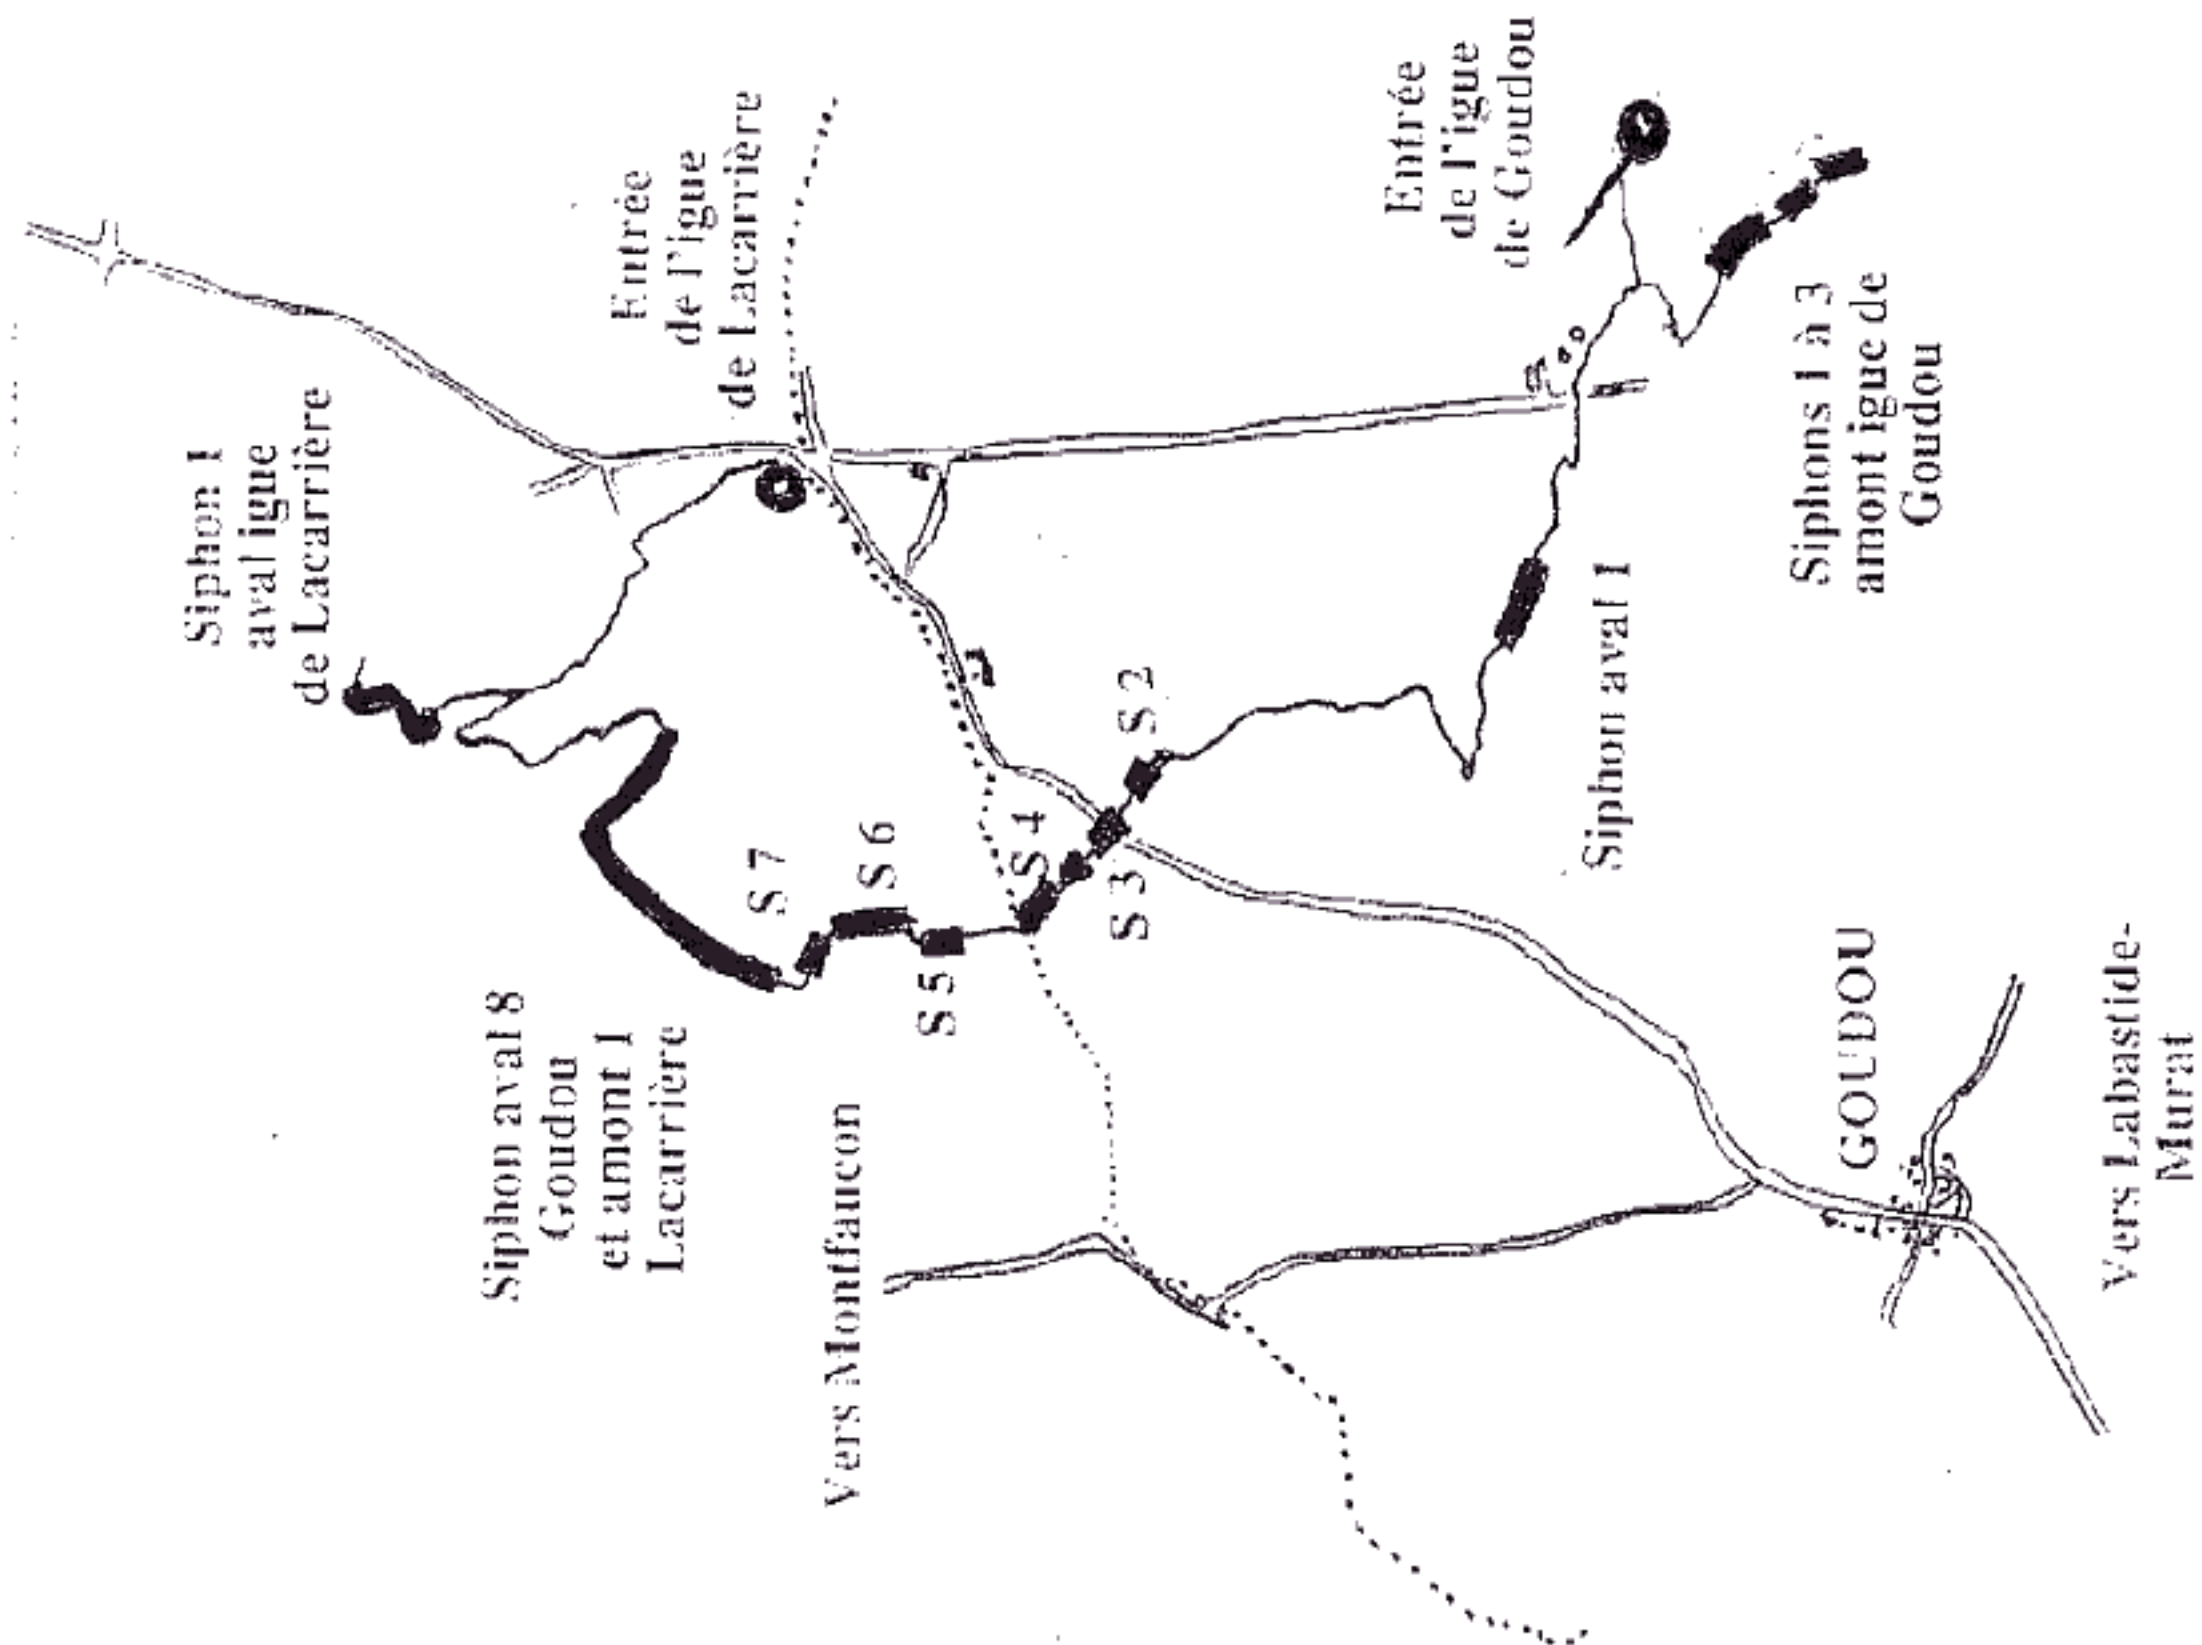 Siphon 1
aval igue
de Lacarrière
Entrée
de l'igue
de Lacarrière
Entrée
de l'igue
de Goudou
Siphons 1 à 3
amont igue de
Goudou
Siphon aval 1
S 2
S 3
S 4
S 5
S 6
S 7
Siphon aval 8
Goudou
et amont 1
Lacarrière
Vers Montfaucon
GOUDOU
Vers Labastide-
Murat